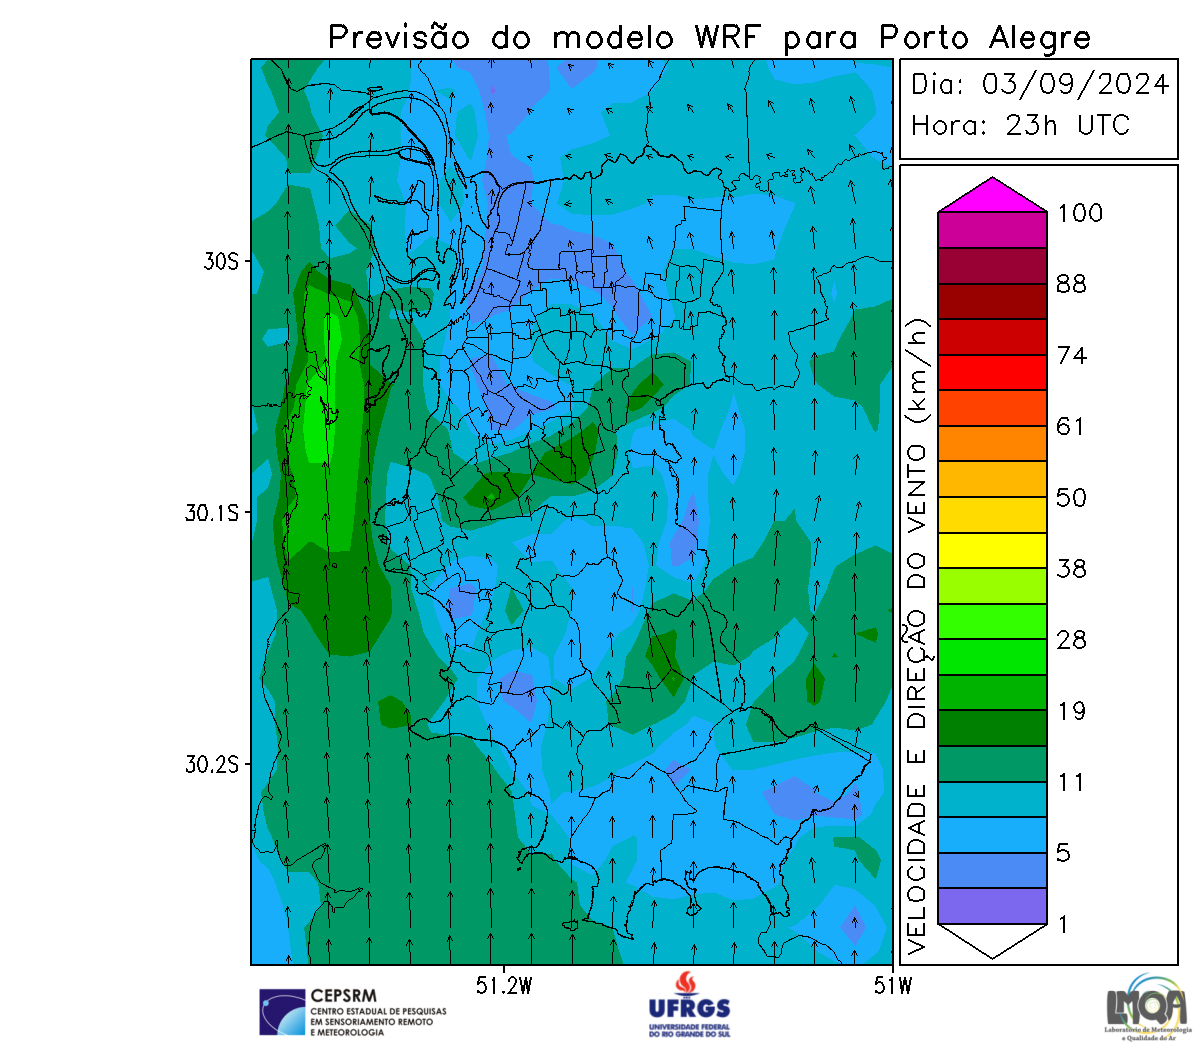 Previsão do modelo WRF para Porto Alegre
Dia: 03/09/2024
Hora: 23h UTC
30S
30.1S
30.2S
51.2W
51W
VELOCIDADE E DIREÇÃO DO VENTO (km/h)
100
88
74
61
50
38
28
19
11
5
1
CEPSRM
CENTRO ESTADUAL DE PESQUISAS
EM SENSORIAMENTO REMOTO
E METEOROLOGIA
UFRGS
UNIVERSIDADE FEDERAL
DO RIO GRANDE DO SUL
LMQA
Laboratório de Meteorologia
e Qualidade do Ar